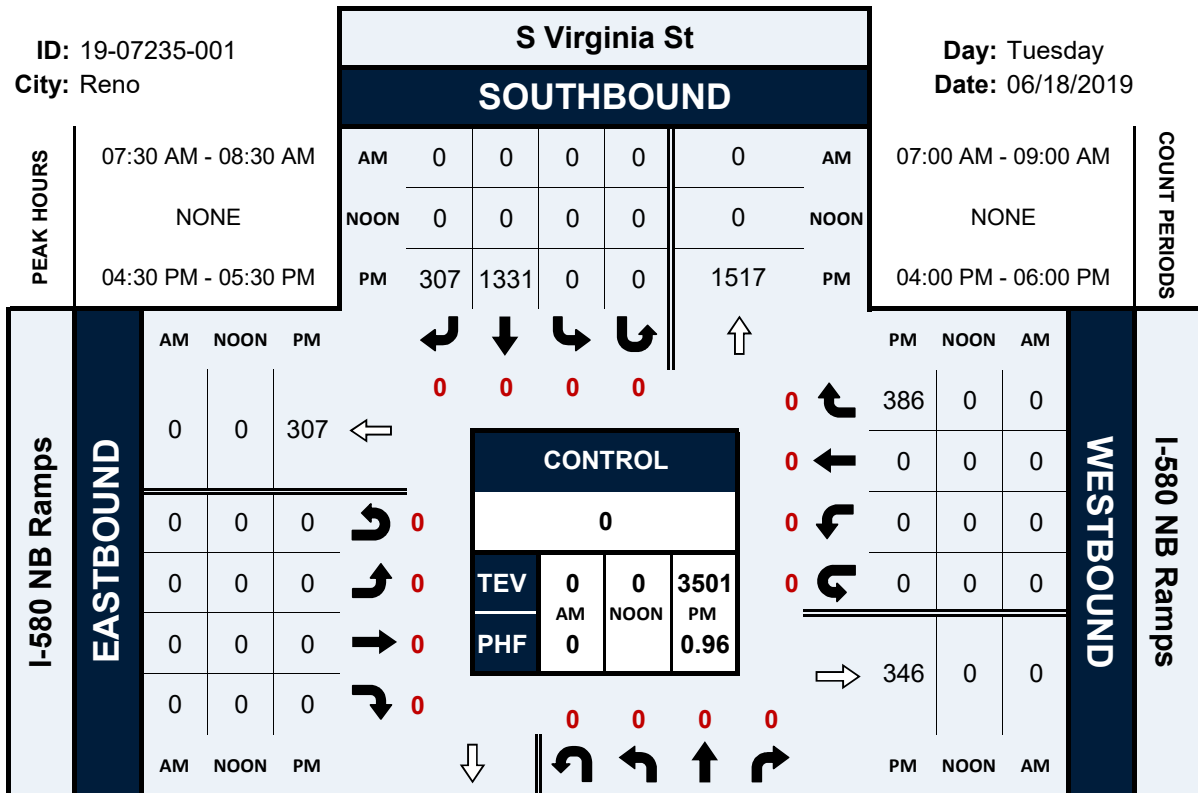 S Virginia St
ID: 19-07235-001
Day: Tuesday
City: Reno
Date: 06/18/2019
SOUTHBOUND
PEAK HOURS
07:30 AM - 08:30 AM
AM 0 0 0 0 0 AM
07:00 AM - 09:00 AM
COUNT PERIODS
NONE
NOON 0 0 0 0 0 NOON
NONE
04:30 PM - 05:30 PM
PM 307 1331 0 0 1517 PM
04:00 PM - 06:00 PM
I-580 NB Ramps
EASTBOUND
AM NOON PM
PM NOON AM
WESTBOUND
I-580 NB Ramps
0 0 0 0
0 386 0 0
0 0 307
CONTROL
0 0 0 0
0
0 0 0 0
0 0 0 0
0 0 0 0
TEV 0 0 3501
0 0 0 0
AM NOON PM
0 0 0 0
PHF 0 0.96
346 0 0
0 0 0 0
0 0 0 0
AM NOON PM
PM NOON AM